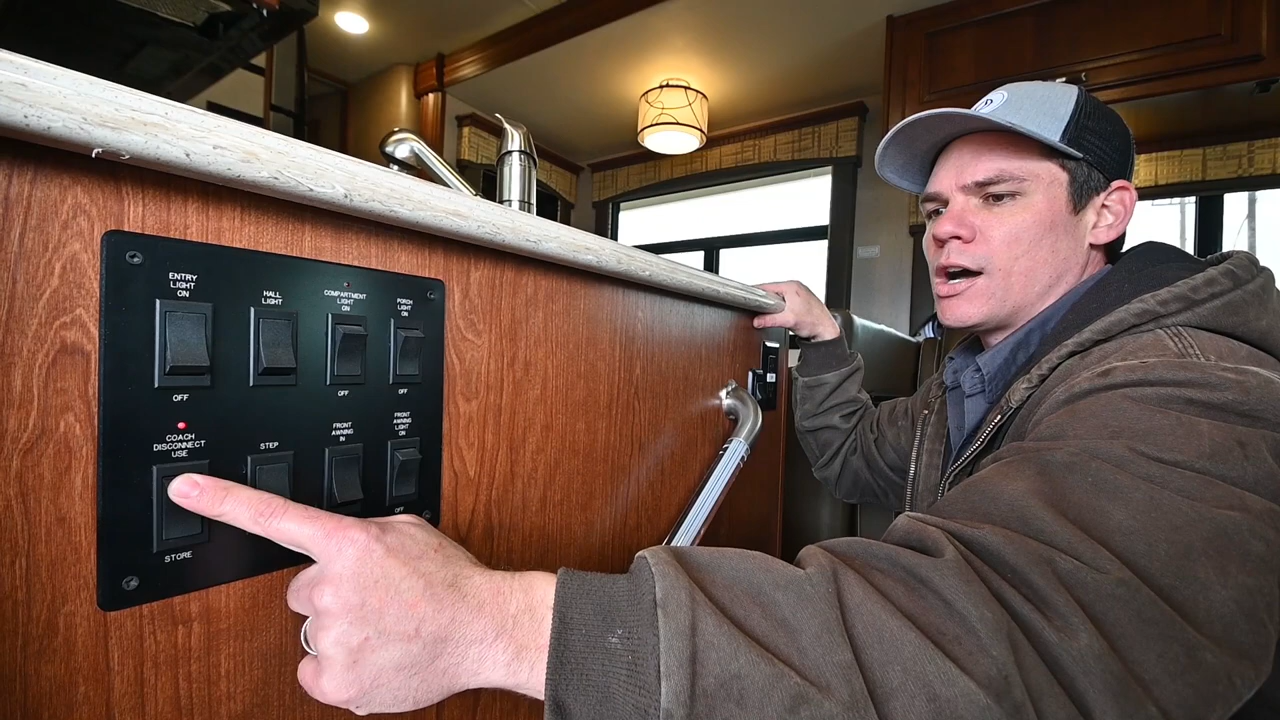 ENTRY
LIGHT
ON
HALL
LIGHT
COMPARTMENT
LIGHT
ON
PORCH
LIGHT
ON
OFF
OFF
OFF
COACH
DISCONNECT
USE
STEP
FRONT
AWNING
IN
FRONT
AWNING
LIGHT
ON
OFF
STORE